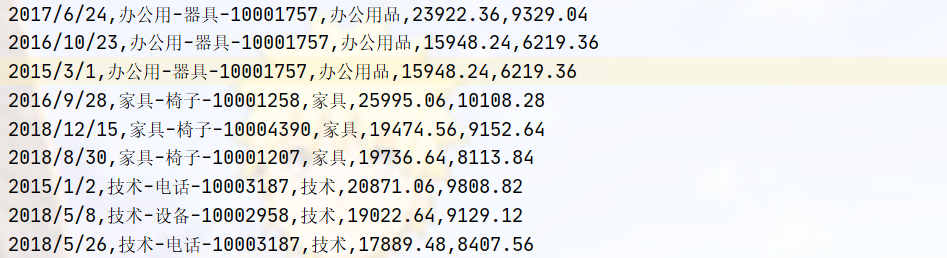 2017/6/24,办公用-器具-10001757,办公用品,23922.36,9329.04
2016/10/23,办公用-器具-10001757,办公用品,15948.24,6219.36
2015/3/1,办公用-器具-10001757,办公用品,15948.24,6219.36
2016/9/28,家具-椅子-10001258,家具,25995.06,10108.28
2018/12/15,家具-椅子-10004390,家具,19474.56,9152.64
2018/8/30,家具-椅子-10001207,家具,19736.64,8113.84
2015/1/2,技术-电话-10003187,技术,20871.06,9808.82
2018/5/8,技术-设备-10002958,技术,19022.64,9129.12
2018/5/26,技术-电话-10003187,技术,17889.48,8407.56